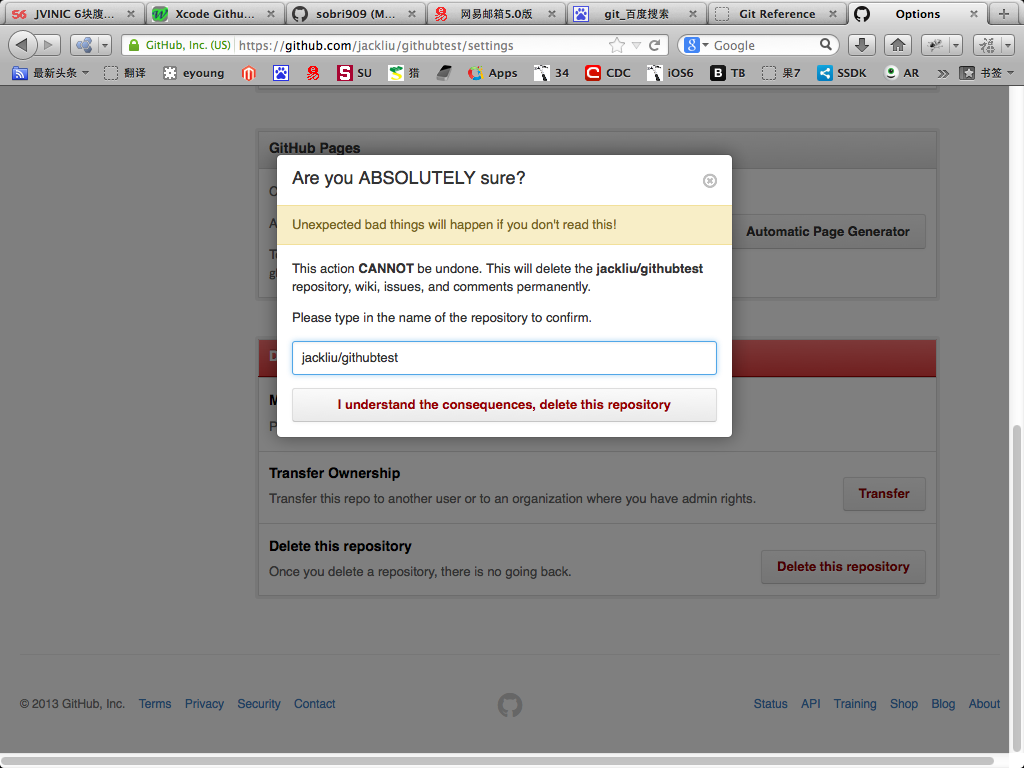 JVINIC 6块腹...
Xcode Githu...
sobri909 (M...
网易邮箱5.0版
git_百度搜索
Git Reference
Options
GitHub, Inc. (US)
https://github.com/jackliu/githubtest/settings
Google
最新头条
翻译
eyoung
SU
猎
Apps
34
CDC
iOS6
TB
果7
SSDK
AR
书签
GitHub Pages
Are you ABSOLUTELY sure?
Unexpected bad things will happen if you don't read this!
Automatic Page Generator
This action CANNOT be undone. This will delete the jackliu/githubtest
repository, wiki, issues, and comments permanently.
Please type in the name of the repository to confirm.
jackliu/githubtest
I understand the consequences, delete this repository
Transfer Ownership
Transfer this repo to another user or to an organization where you have admin rights.
Transfer
Delete this repository
Once you delete a repository, there is no going back.
Delete this repository
© 2013 GitHub, Inc. Terms Privacy Security Contact
Status API Training Shop Blog About